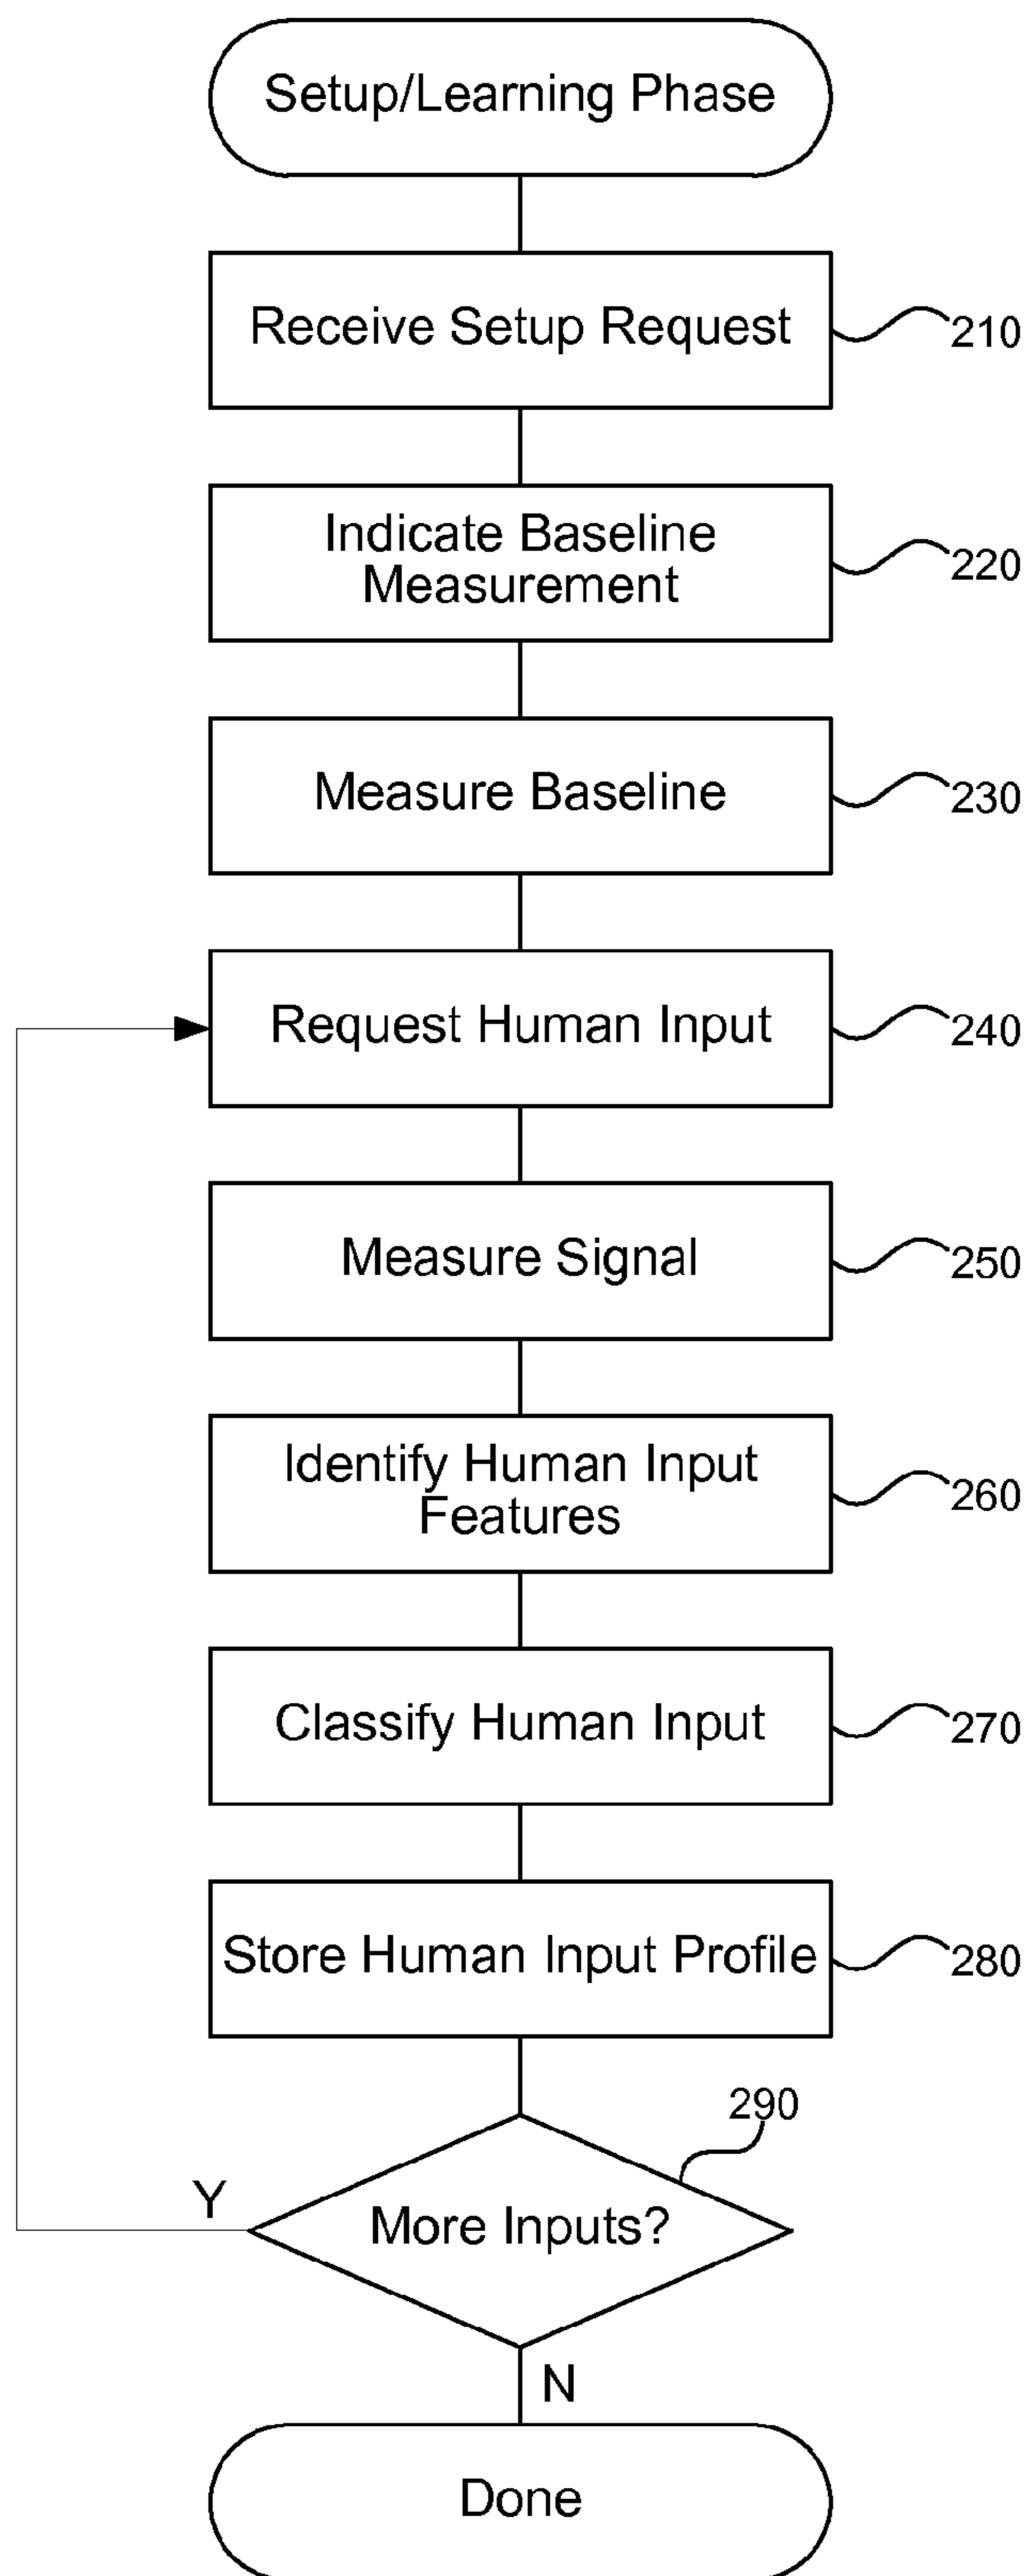 Setup/Learning Phase
Receive Setup Request
210
Indicate Baseline
Measurement
220
Measure Baseline
230
Request Human Input
240
Measure Signal
250
Identify Human Input
Features
260
Classify Human Input
270
Store Human Input Profile
280
290
Y
More Inputs?
N
Done